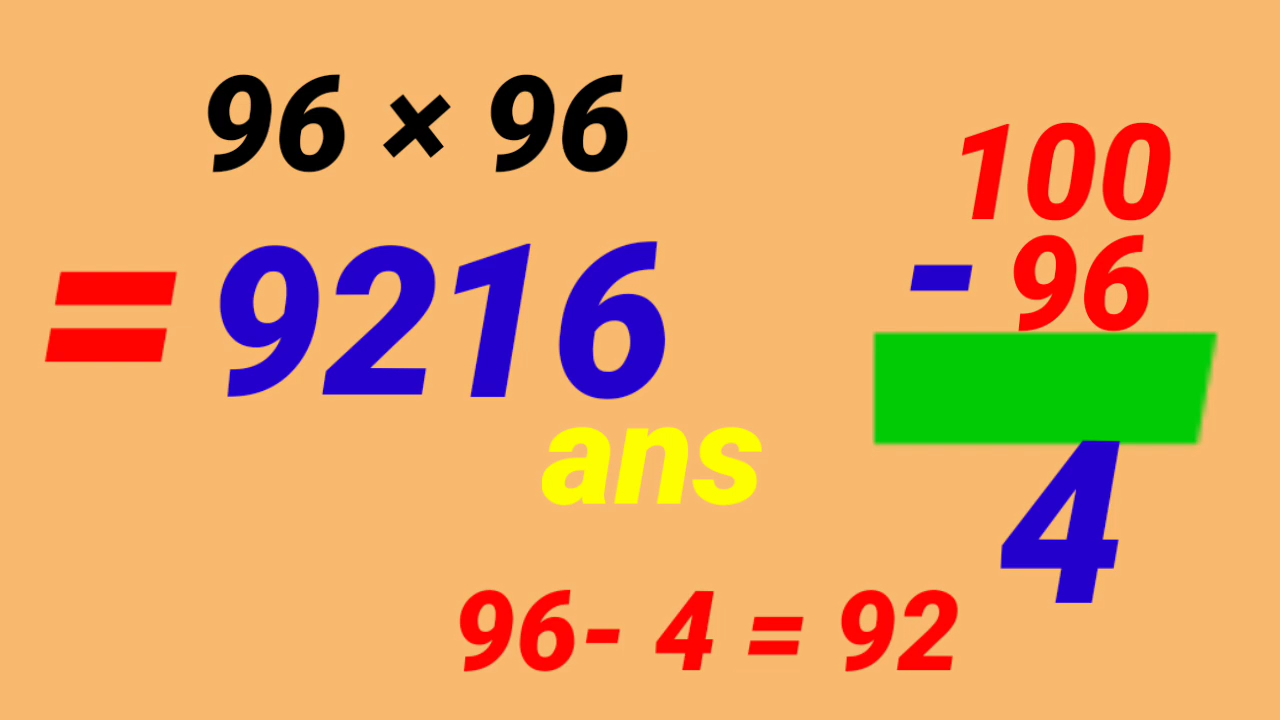 96 × 96
= 9216
ans
100
- 96
4
96- 4 = 92